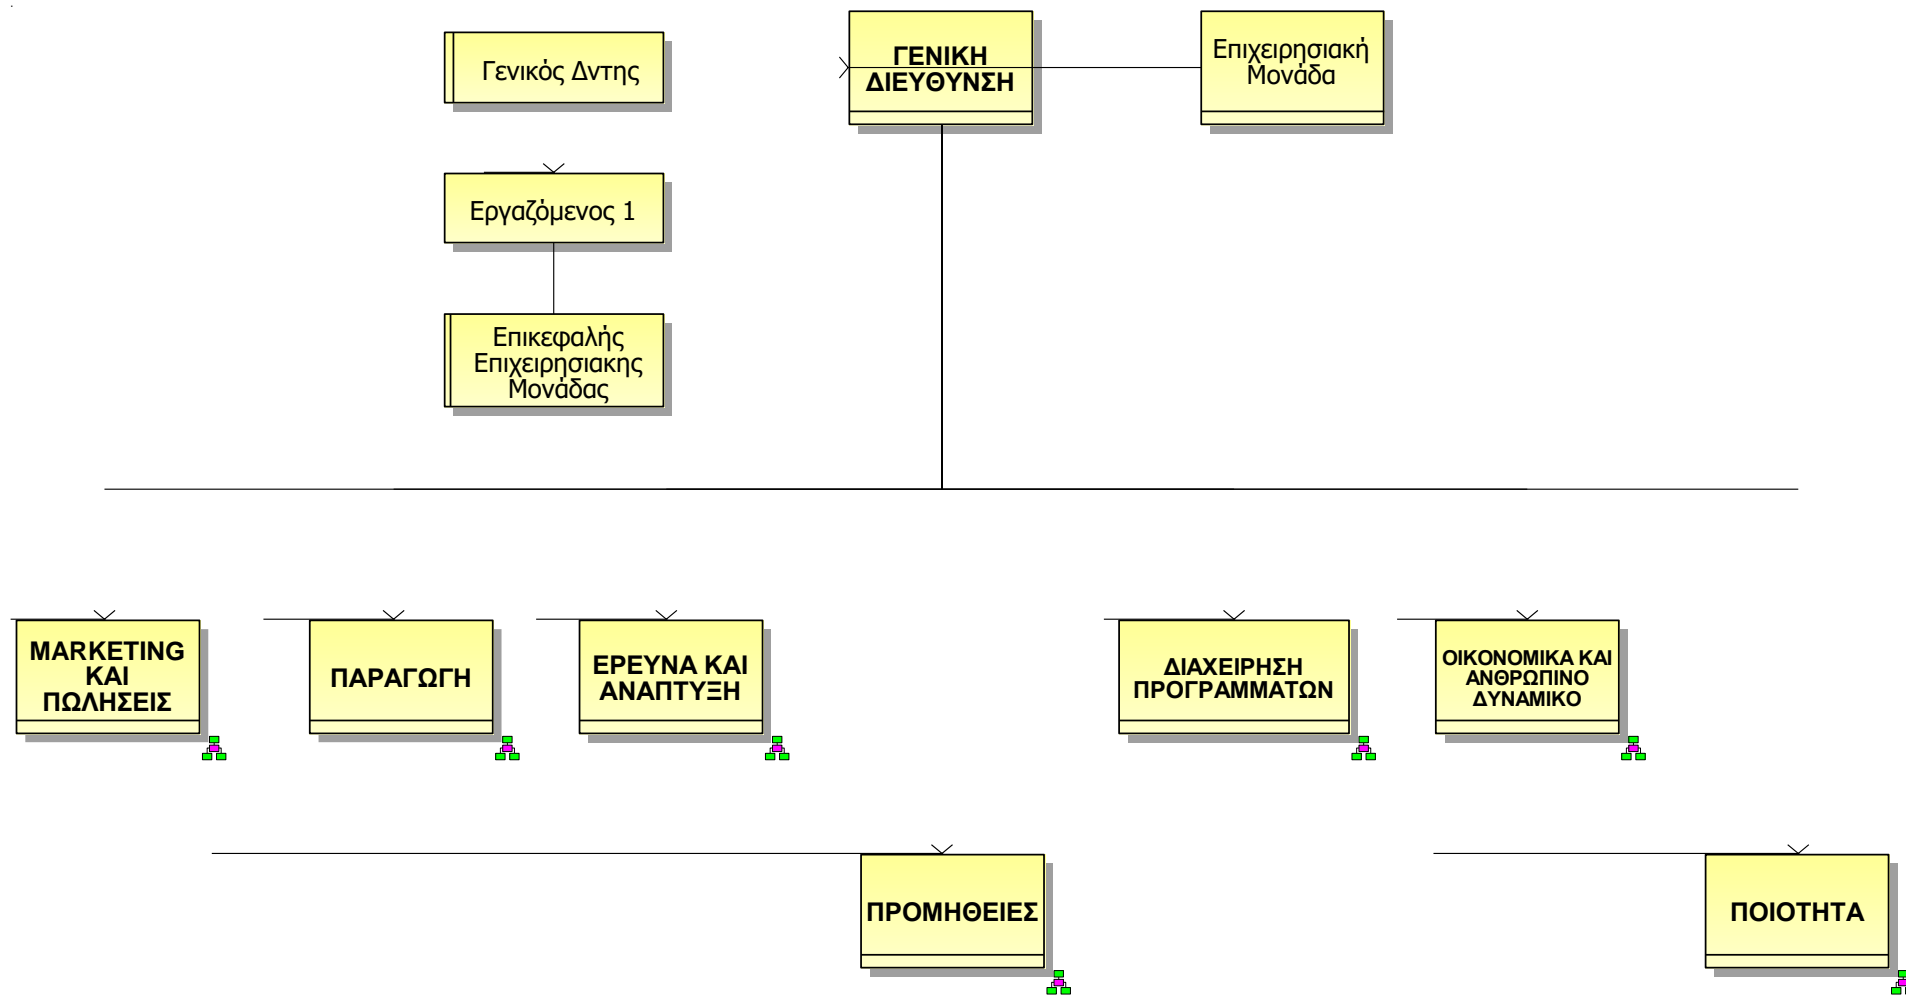 Γενικός Δντης
ΓΕΝΙΚΗ
ΔΙΕΥΘΥΝΣΗ
Επιχειρησιακή
Μονάδα
Εργαζόμενος 1
Επικεφαλής
Επιχειρησιακης
Μονάδας
MARKETING
ΚΑΙ
ΠΩΛΗΣΕΙΣ
ΠΑΡΑΓΩΓΗ
ΕΡΕΥΝΑ ΚΑΙ
ΑΝΑΠΤΥΞΗ
ΔΙΑΧΕΙΡΗΣΗ
ΠΡΟΓΡΑΜΜΑΤΩΝ
ΟΙΚΟΝΟΜΙΚΑ ΚΑΙ
ΑΝΘΡΩΠΙΝΟ
ΔΥΝΑΜΙΚΟ
ΠΡΟΜΗΘΕΙΕΣ
ΠΟΙΟΤΗΤΑ